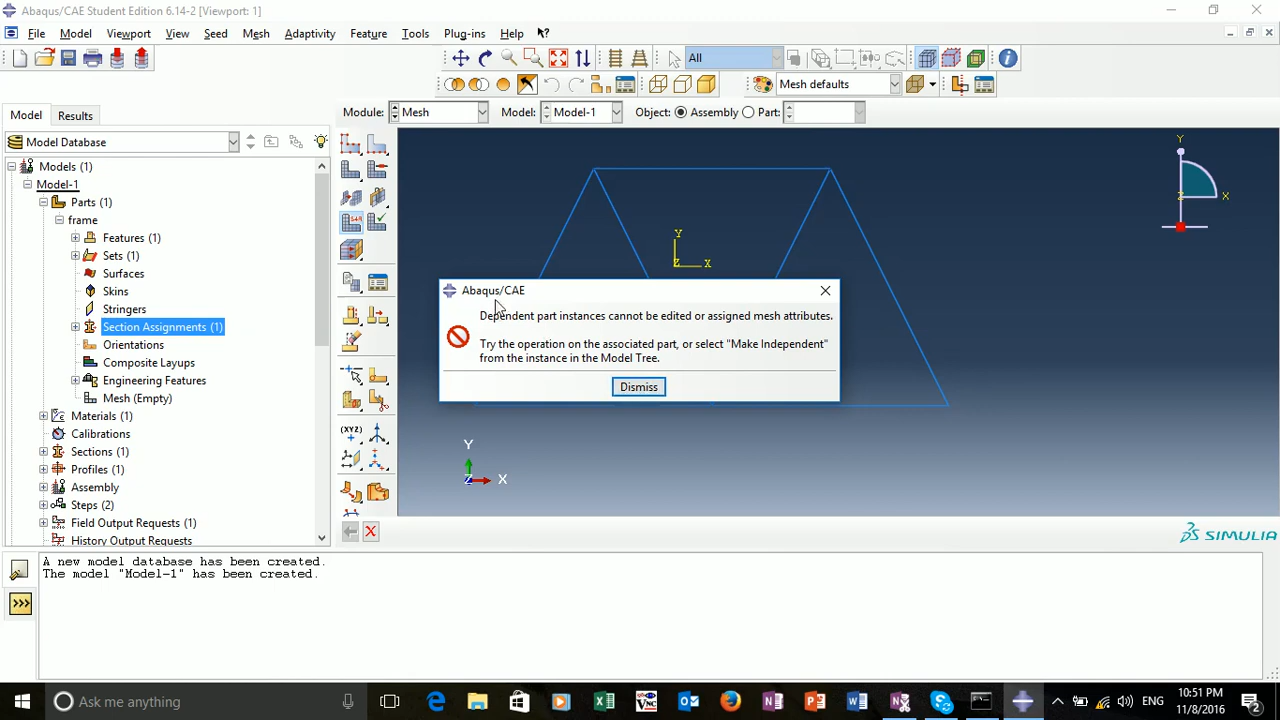 Abaqus/CAE Student Edition 6.14-2 [Viewport: 1]
File Model Viewport View Seed Mesh Adaptivity Feature Tools Plug-ins Help
All
Mesh defaults
Model Results
Module: Mesh Model: Model-1 Object: Assembly Part:
Model Database
Models (1)
Model-1
Parts (1)
frame
Features (1)
Sets (1)
Surfaces
Skins
Stringers
Section Assignments (1)
Orientations
Composite Layups
Engineering Features
Mesh (Empty)
Materials (1)
Calibrations
Sections (1)
Profiles (1)
Assembly
Steps (2)
Field Output Requests (1)
History Output Requests
(XYZ)
Y
X
Z
Y
Z X
Abaqus/CAE
Dependent part instances cannot be edited or assigned mesh attributes.
Try the operation on the associated part, or select "Make Independent"
from the instance in the Model Tree.
Dismiss
Y
Z X
SIMULIA
A new model database has been created.
The model "Model-1" has been created.
>>>
Ask me anything
ENG
10:51 PM
11/8/2016
2